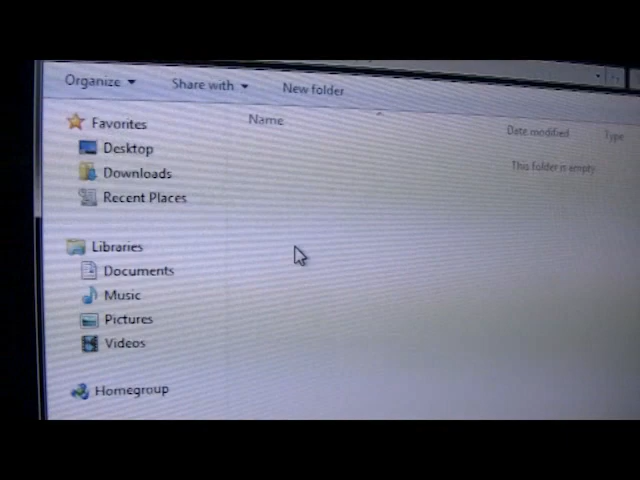 Organize Share with New folder
Name Date modified Type
This folder is empty.
Favorites
Desktop
Downloads
Recent Places
Libraries
Documents
Music
Pictures
Videos
Homegroup